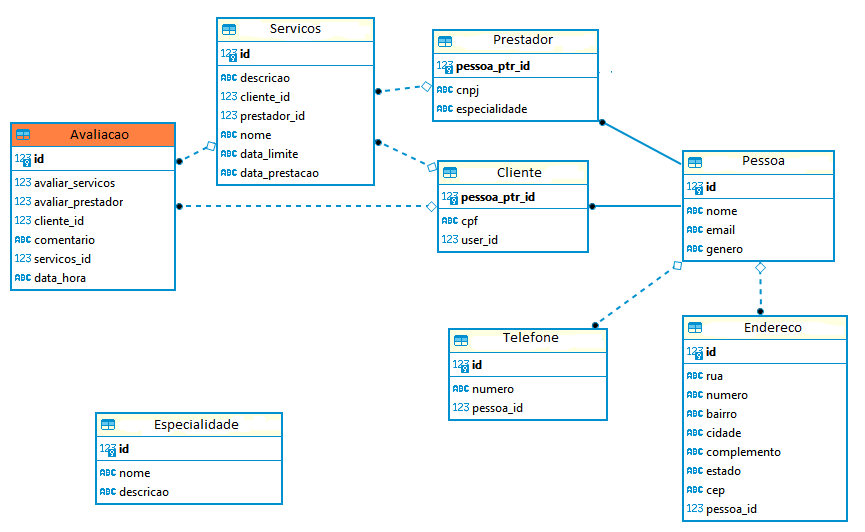 Servicos
123 id
ABC descricao
123 cliente_id
123 prestador_id
ABC nome
ABC data_limite
ABC data_prestacao
Prestador
123 pessoa_ptr_id
ABC cnpj
ABC especialidade
Avaliacao
123 id
123 avaliar_servicos
123 avaliar_prestador
123 cliente_id
ABC comentario
123 servicos_id
ABC data_hora
Cliente
123 pessoa_ptr_id
ABC cpf
123 user_id
Pessoa
123 id
ABC nome
ABC email
ABC genero
Telefone
123 id
ABC numero
123 pessoa_id
Endereco
123 id
ABC rua
ABC numero
ABC bairro
ABC cidade
ABC complemento
ABC estado
ABC cep
123 pessoa_id
Especialidade
123 id
ABC nome
ABC descricao